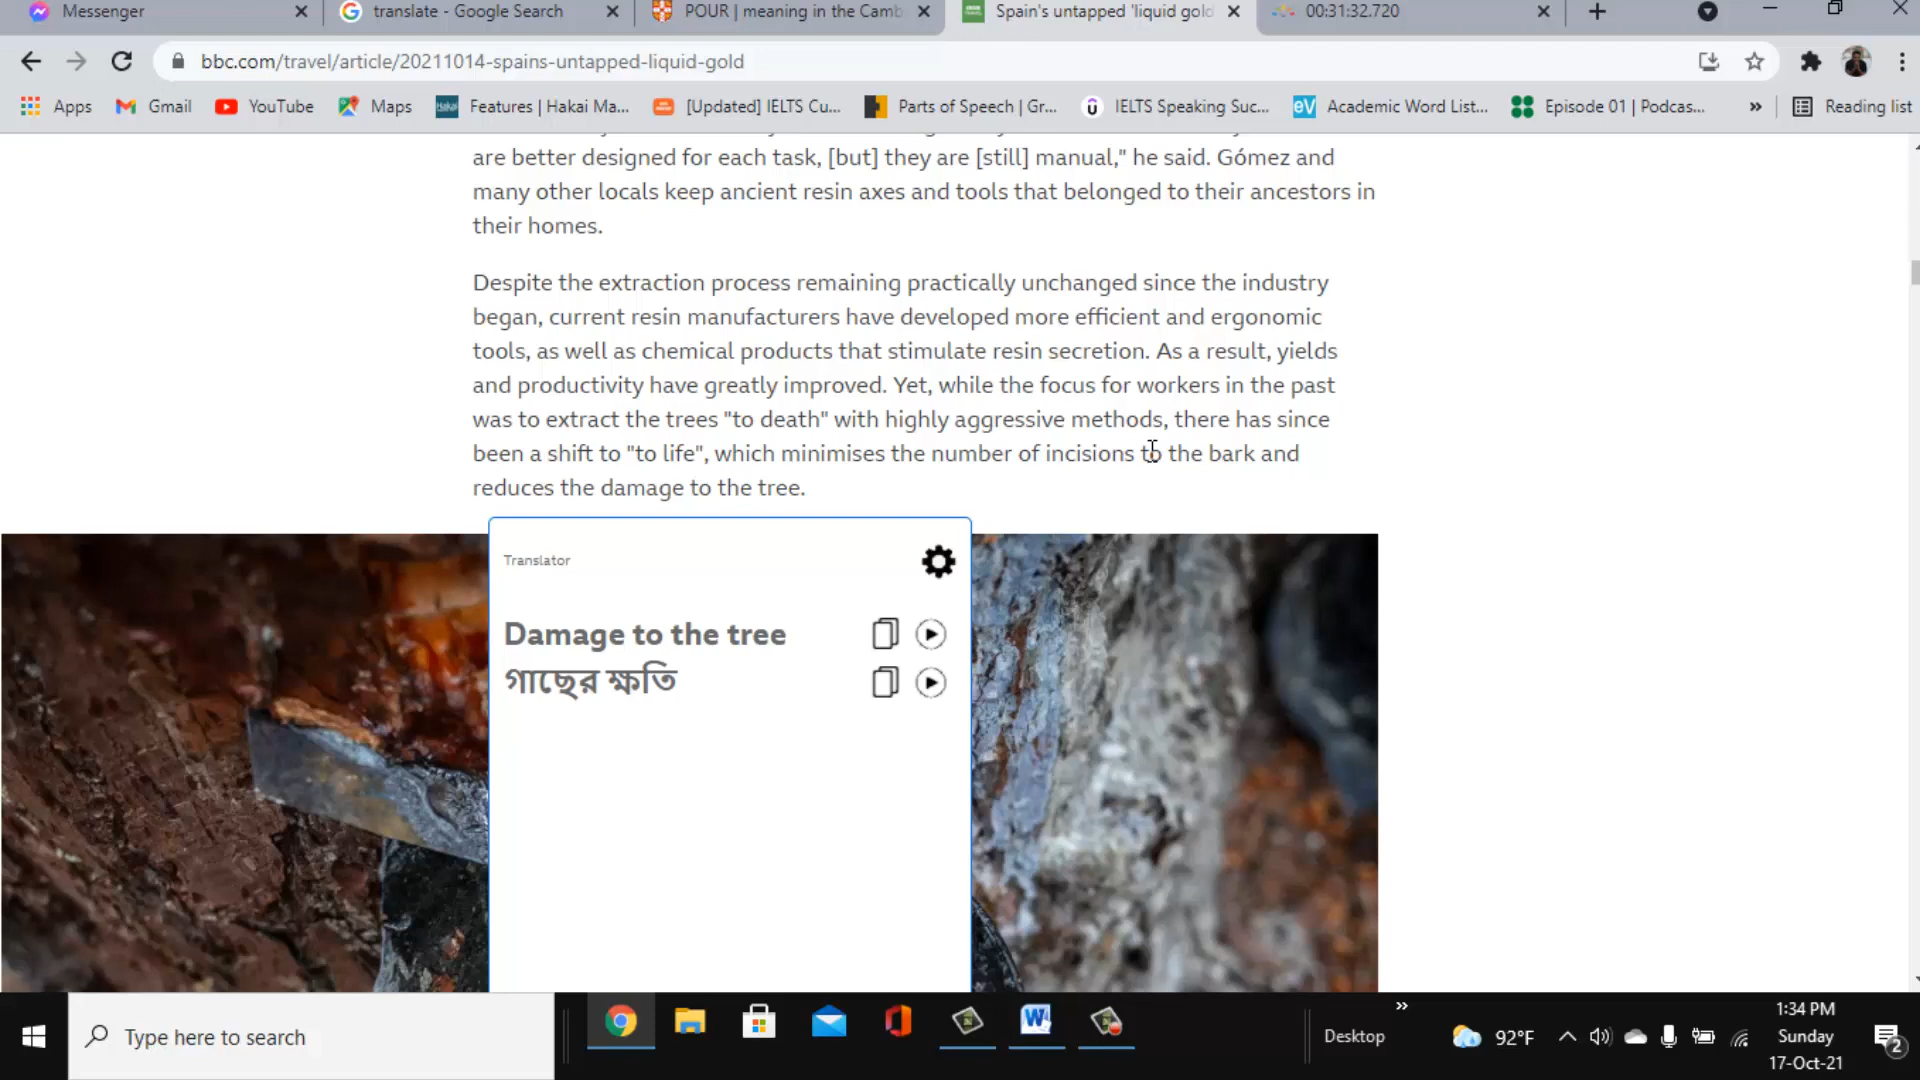 Messenger
translate - Google Search
POUR | meaning in the Camb
Spain's untapped 'liquid gold
00:31:32.720
bbc.com/travel/article/20211014-spains-untapped-liquid-gold
Apps
Gmail
YouTube
Maps
Features | Hakai Ma...
[Updated] IELTS Cu...
Parts of Speech | Gr...
IELTS Speaking Suc...
Academic Word List...
Episode 01 | Podcas...
»
Reading list
are better designed for each task, [but] they are [still] manual," he said. Gómez and
many other locals keep ancient resin axes and tools that belonged to their ancestors in
their homes.
Despite the extraction process remaining practically unchanged since the industry
began, current resin manufacturers have developed more efficient and ergonomic
tools, as well as chemical products that stimulate resin secretion. As a result, yields
and productivity have greatly improved. Yet, while the focus for workers in the past
was to extract the trees "to death" with highly aggressive methods, there has since
been a shift to "to life", which minimises the number of incisions to the bark and
reduces the damage to the tree.
Translator
Damage to the tree
গাছের ক্ষতি
Type here to search
Desktop
»
92°F
1:34 PM
Sunday
17-Oct-21
2